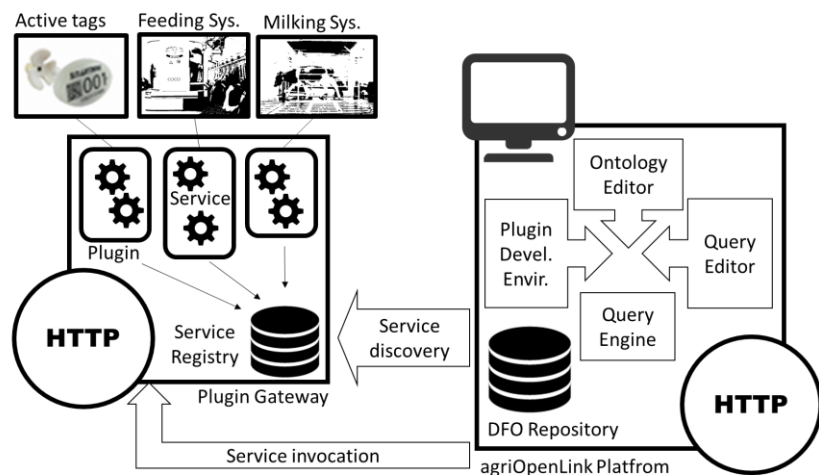 Active tags
Feeding Sys.
Milking Sys.
001
Service
Plugin
HTTP
Service
Registry
Plugin Gateway
Service
discovery
Service invocation
Ontology
Editor
Plugin
Devel.
Envir.
Query
Editor
Query
Engine
DFO Repository
HTTP
agriOpenLink Platfrom